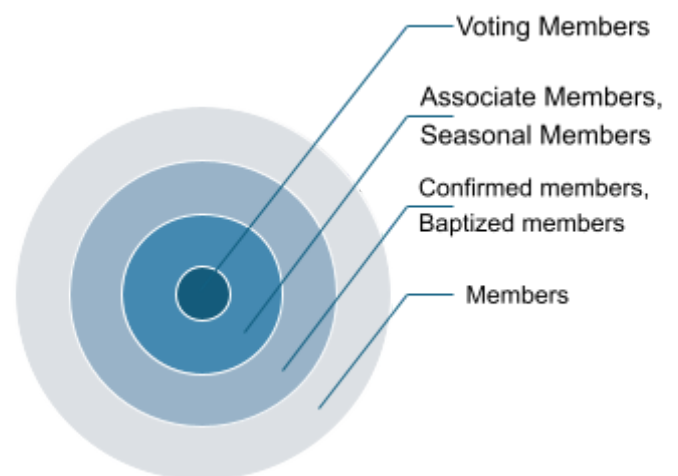 Voting Members
Associate Members,
Seasonal Members
Confirmed members,
Baptized members
Members